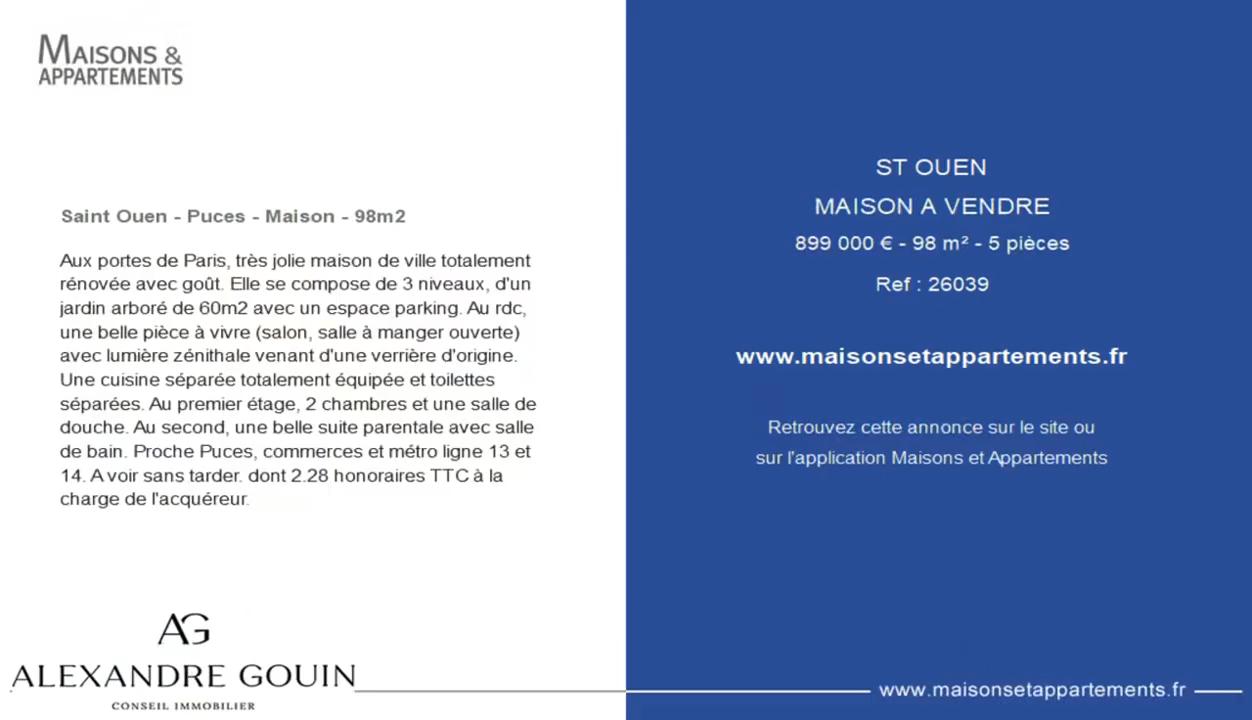 MAISONS &
APPARTEMENTS
Saint Ouen - Puces - Maison - 98m2
Aux portes de Paris, très jolie maison de ville totalement
rénovée avec goût. Elle se compose de 3 niveaux, d'un
jardin arboré de 60m2 avec un espace parking. Au rdc,
une belle pièce à vivre (salon, salle à manger ouverte)
avec lumière zénithale venant d'une verrière d'origine.
Une cuisine séparée totalement équipée et toilettes
séparées. Au premier étage, 2 chambres et une salle de
douche. Au second, une belle suite parentale avec salle
de bain. Proche Puces, commerces et métro ligne 13 et
14. A voir sans tarder. dont 2.28 honoraires TTC à la
charge de l'acquéreur.
AG
ALEXANDRE GOUIN
CONSEIL IMMOBILIER
ST OUEN
MAISON A VENDRE
899 000 € - 98 m² - 5 pièces
Ref : 26039
www.maisonsetappartements.fr
Retrouvez cette annonce sur le site ou
sur l'application Maisons et Appartements
www.maisonsetappartements.fr